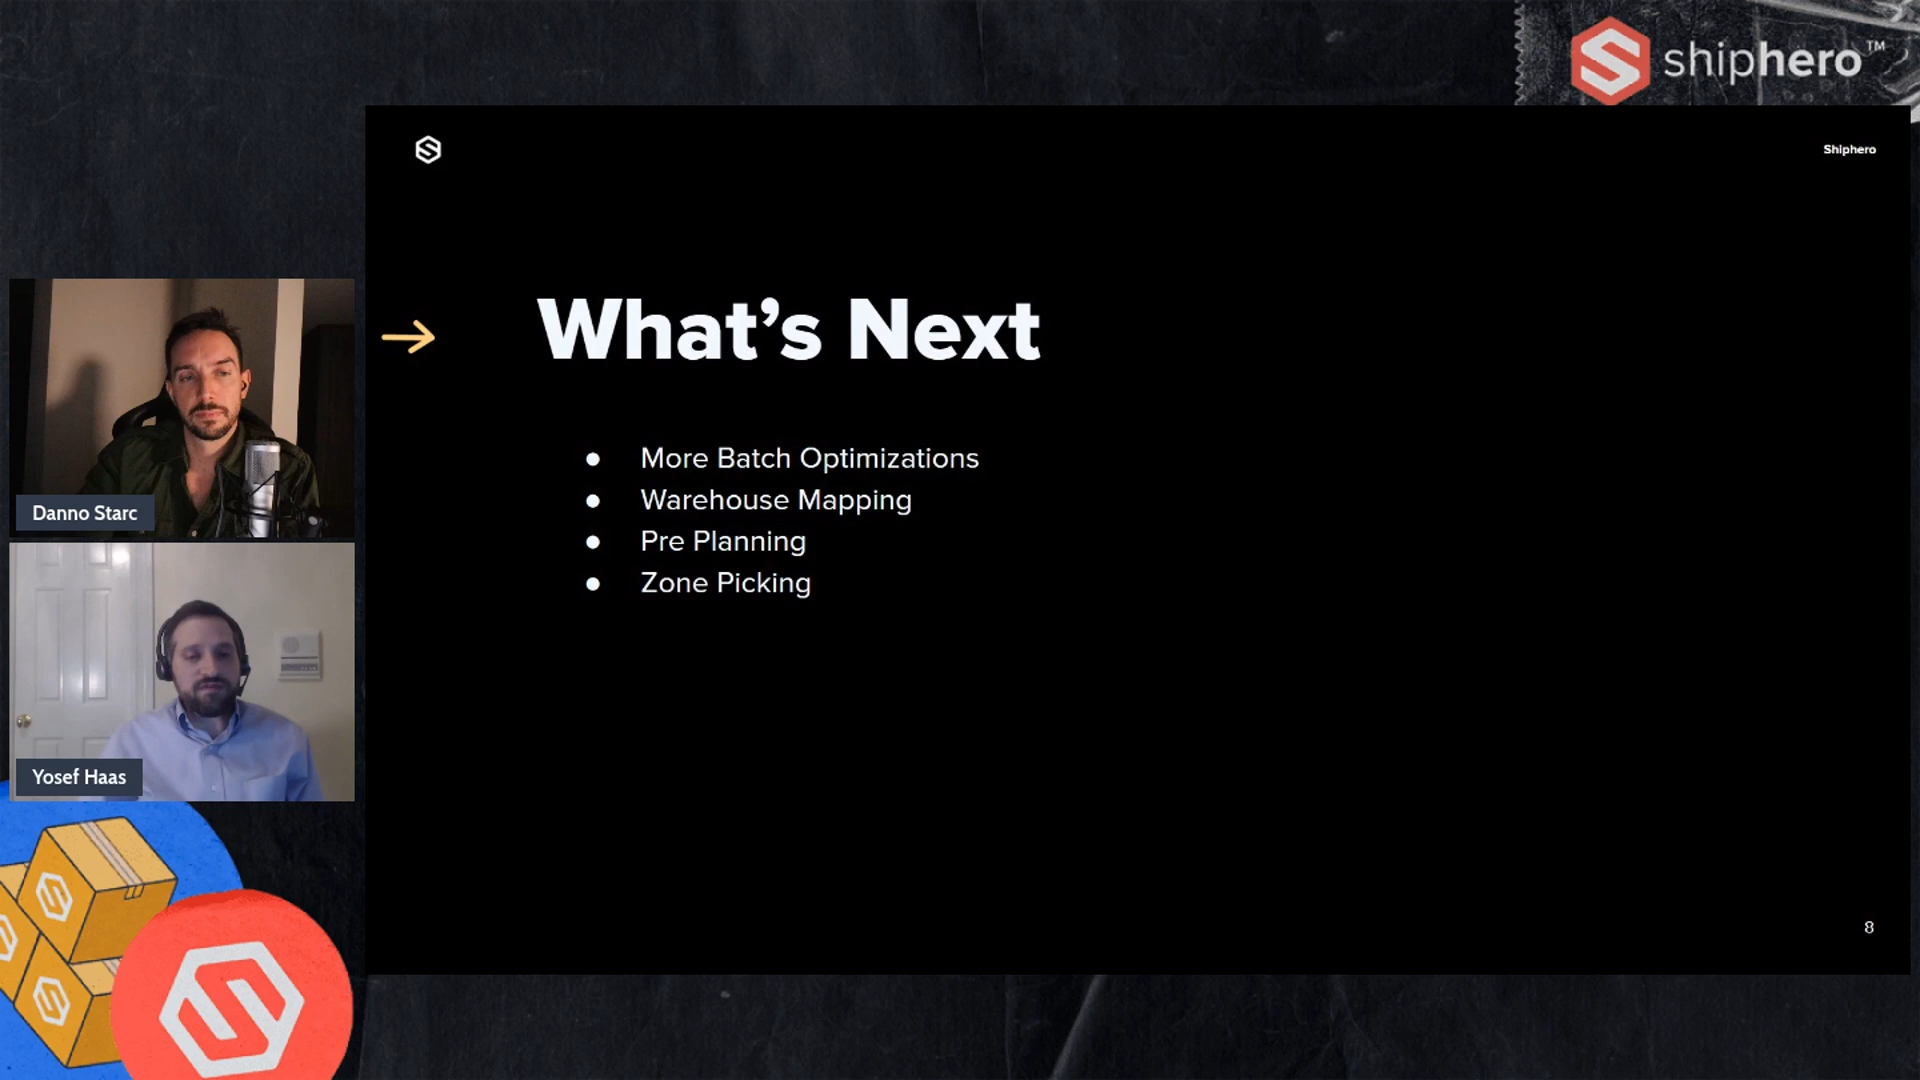 shiphero™
Shiphero
What's Next
● More Batch Optimizations
● Warehouse Mapping
● Pre Planning
● Zone Picking
Danno Starc
Yosef Haas
8